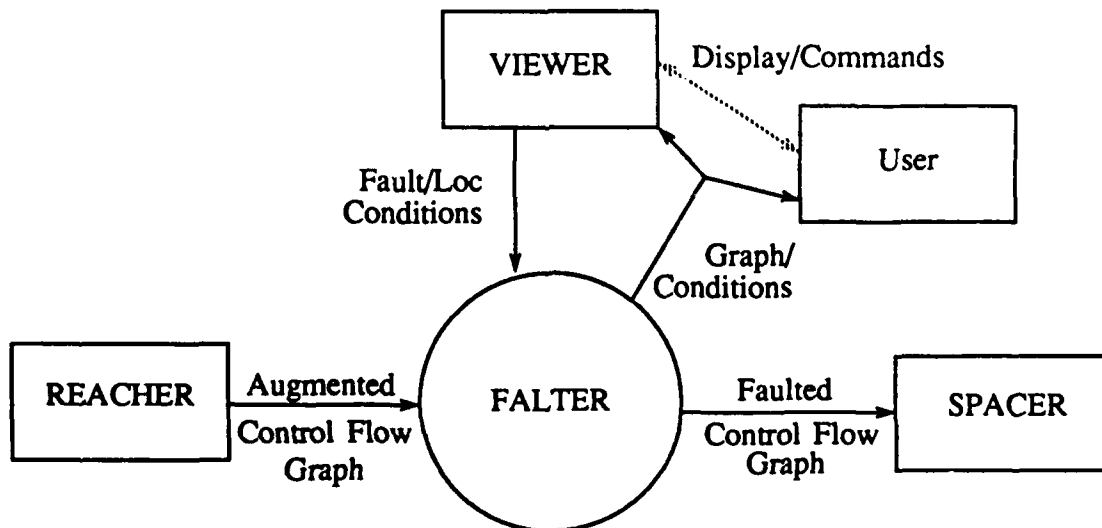 VIEWER
Display/Commands
User
Fault/Loc
Conditions
Graph/
Conditions
REACHER
Augmented
Control Flow
Graph
FALTER
Faulted
Control Flow
Graph
SPACER